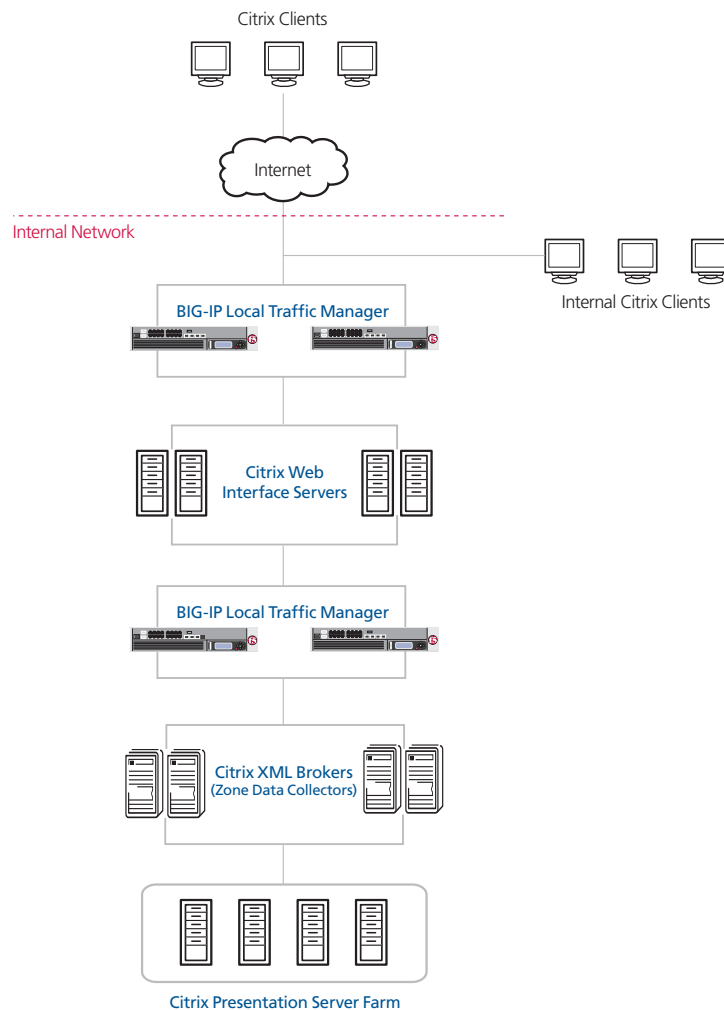 Citrix Clients
Internet
Internal Network
Internal Citrix Clients
BIG-IP Local Traffic Manager
Citrix Web
Interface Servers
BIG-IP Local Traffic Manager
Citrix XML Brokers
(Zone Data Collectors)
Citrix Presentation Server Farm